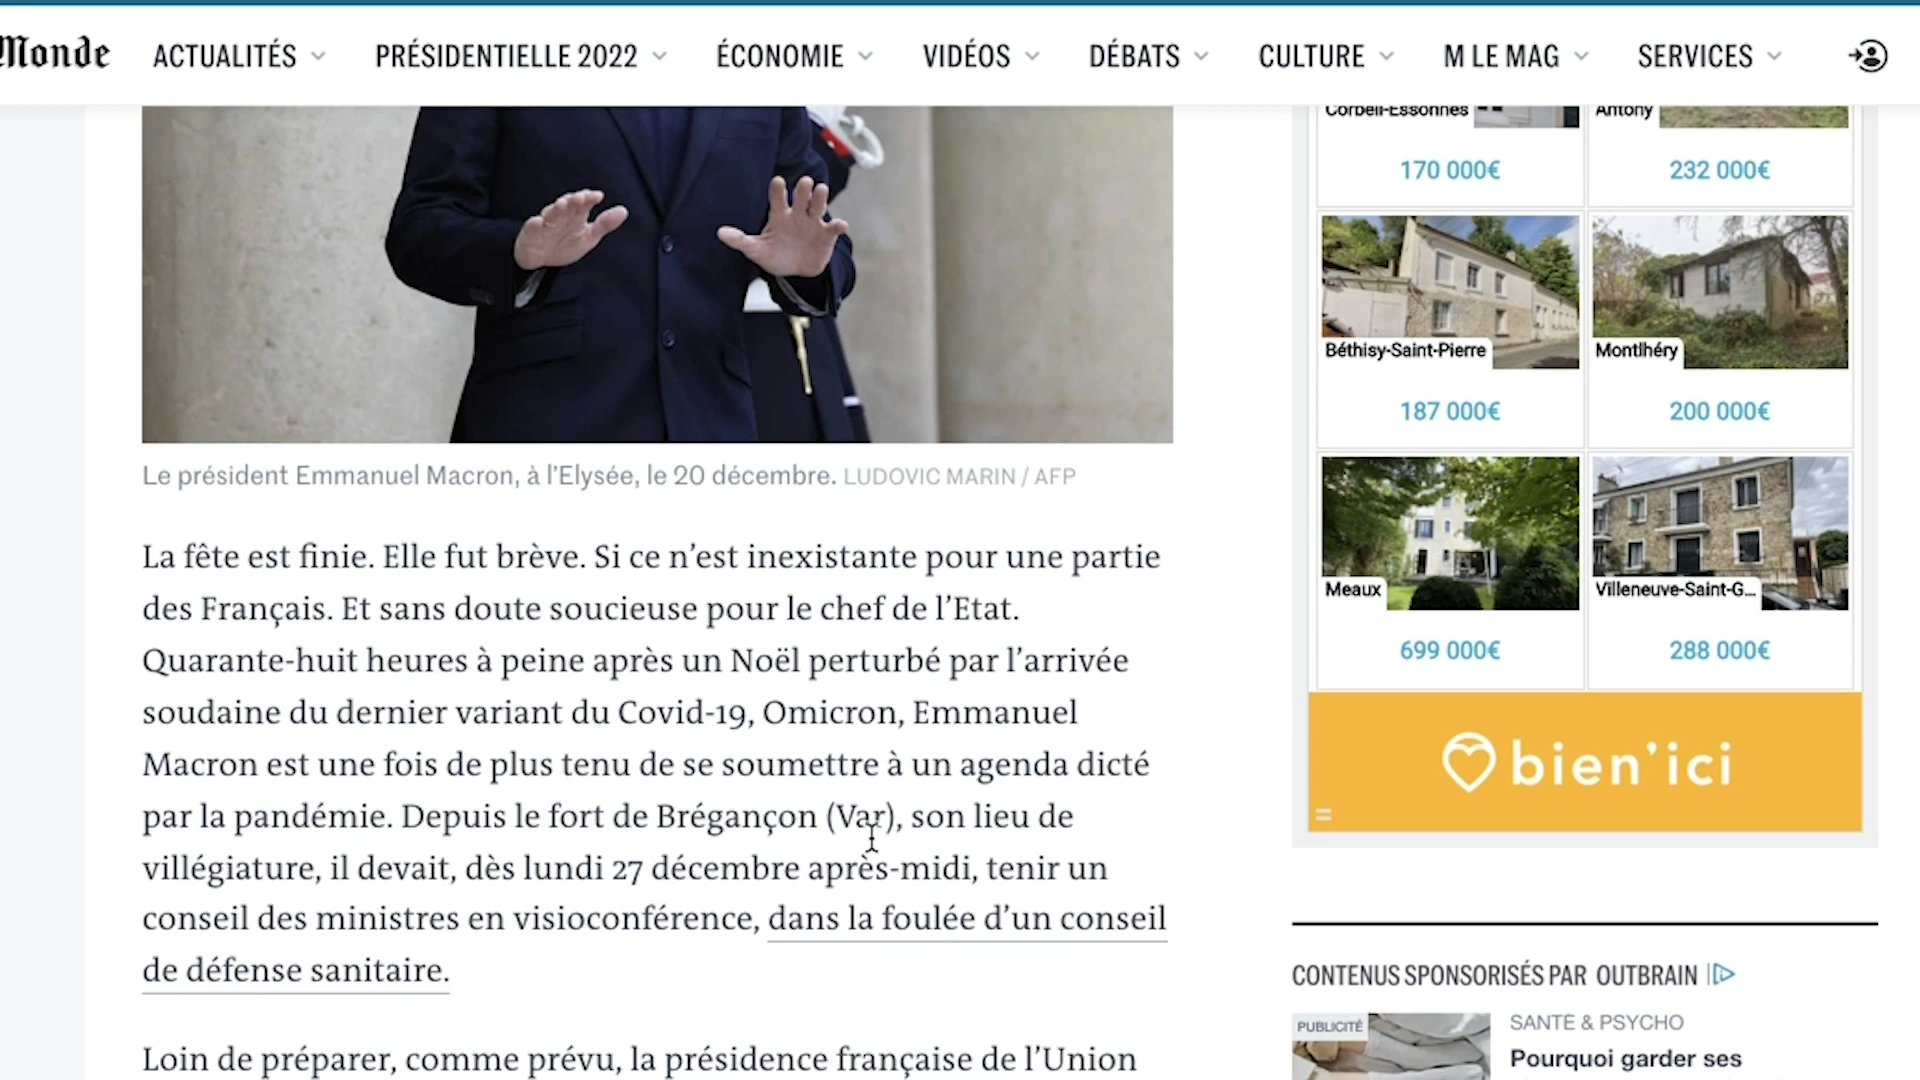 Monde
ACTUALITÉS
PRÉSIDENTIELLE 2022
ÉCONOMIE
VIDÉOS
DÉBATS
CULTURE
M LE MAG
SERVICES
Le président Emmanuel Macron, à l’Elysée, le 20 décembre. LUDOVIC MARIN / AFP
La fête est finie. Elle fut brève. Si ce n’est inexistante pour une partie
des Français. Et sans doute soucieuse pour le chef de l’Etat.
Quarante-huit heures à peine après un Noël perturbé par l’arrivée
soudaine du dernier variant du Covid-19, Omicron, Emmanuel
Macron est une fois de plus tenu de se soumettre à un agenda dicté
par la pandémie. Depuis le fort de Brégançon (Var), son lieu de
villégiature, il devait, dès lundi 27 décembre après-midi, tenir un
conseil des ministres en visioconférence, dans la foulée d’un conseil
de défense sanitaire.
Loin de préparer, comme prévu, la présidence française de l’Union
Corbeil-Essonnes
Antony
170 000€
232 000€
Béthisy-Saint-Pierre
Montlhéry
187 000€
200 000€
Meaux
Villeneuve-Saint-G...
699 000€
288 000€
bien’ici
CONTENUS SPONSORISÉS PAR OUTBRAIN
PUBLICITÉ
SANTÉ & PSYCHO
Pourquoi garder ses